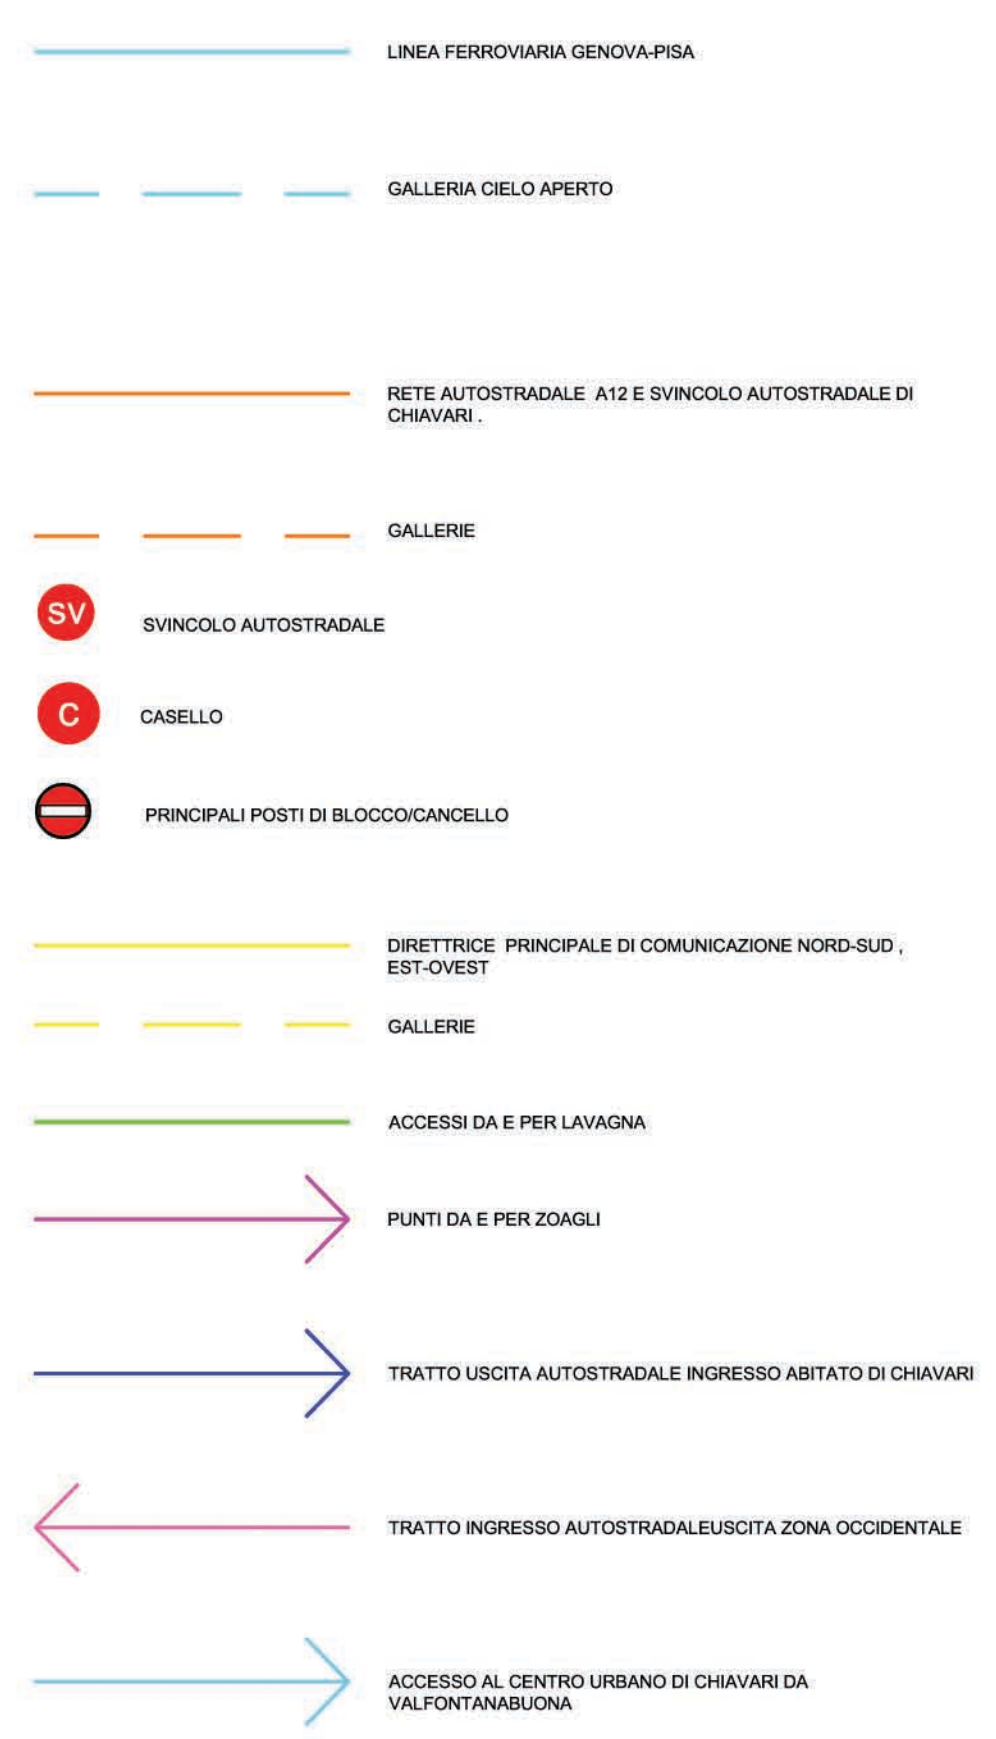 LINEA FERROVIARIA GENOVA-PISA
GALLERIA CIELO APERTO
RETE AUTOSTRADALE A12 E SVINCOLO AUTOSTRADALE DI
CHIAVARI .
GALLERIE
SV
SVINCOLO AUTOSTRADALE
C
CASELLO
PRINCIPALI POSTI DI BLOCCO/CANCELLO
DIRETTRICE PRINCIPALE DI COMUNICAZIONE NORD-SUD ,
EST-OVEST
GALLERIE
ACCESSI DA E PER LAVAGNA
PUNTI DA E PER ZOAGLI
TRATTO USCITA AUTOSTRADALE INGRESSO ABITATO DI CHIAVARI
TRATTO INGRESSO AUTOSTRADALEUSCITA ZONA OCCIDENTALE
ACCESSO AL CENTRO URBANO DI CHIAVARI DA
VALFONTANABUONA